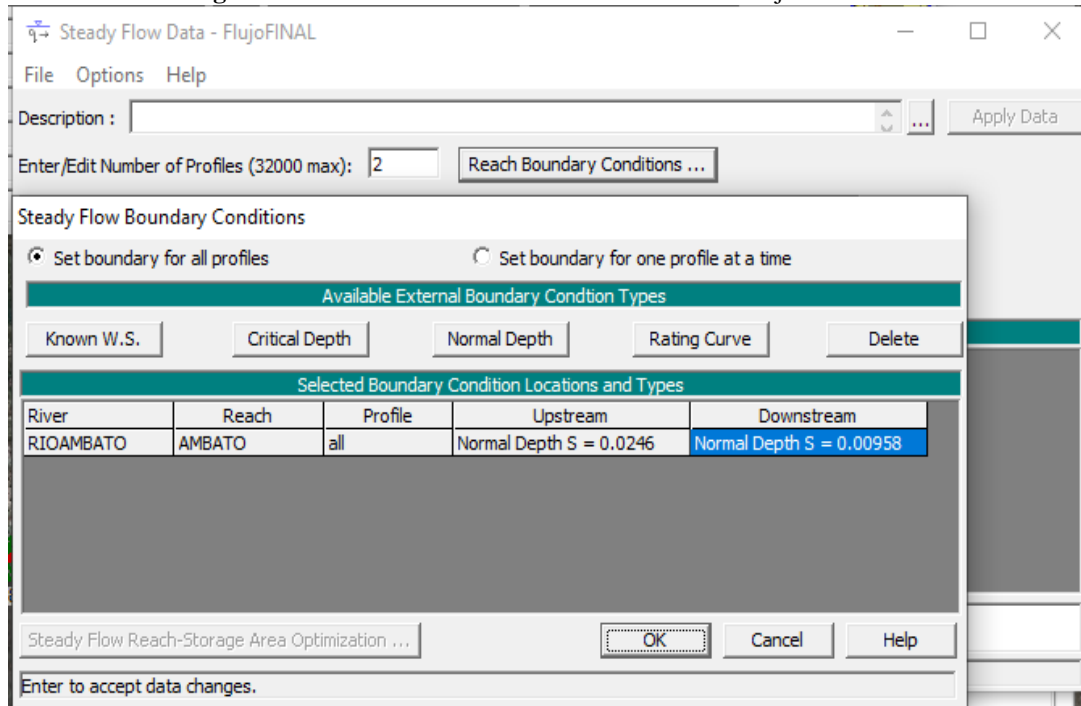 Steady Flow Data - FlujoFINAL
File Options Help
Description : ... Apply Data
Enter/Edit Number of Profiles (32000 max): 2 Reach Boundary Conditions ...
Steady Flow Boundary Conditions
Set boundary for all profiles Set boundary for one profile at a time
Available External Boundary Condtion Types
Known W.S. Critical Depth Normal Depth Rating Curve Delete
Selected Boundary Condition Locations and Types
River Reach Profile Upstream Downstream
RIOAMBATO AMBATO all Normal Depth S = 0.0246 Normal Depth S = 0.00958
Steady Flow Reach-Storage Area Optimization ... OK Cancel Help
Enter to accept data changes.